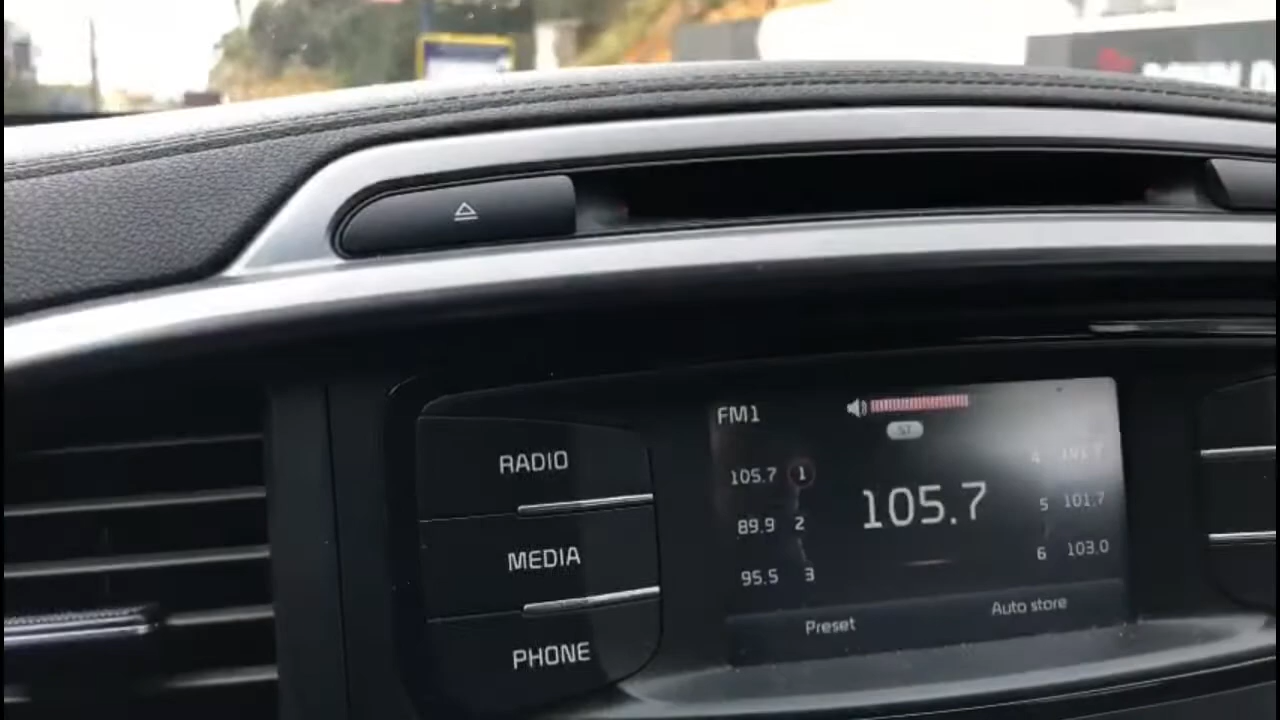 RADIO
MEDIA
PHONE
FM1
ST
105.7 1
89.9 2
95.5 3
105.7
4
5 101.7
6 103.0
Preset
Auto store